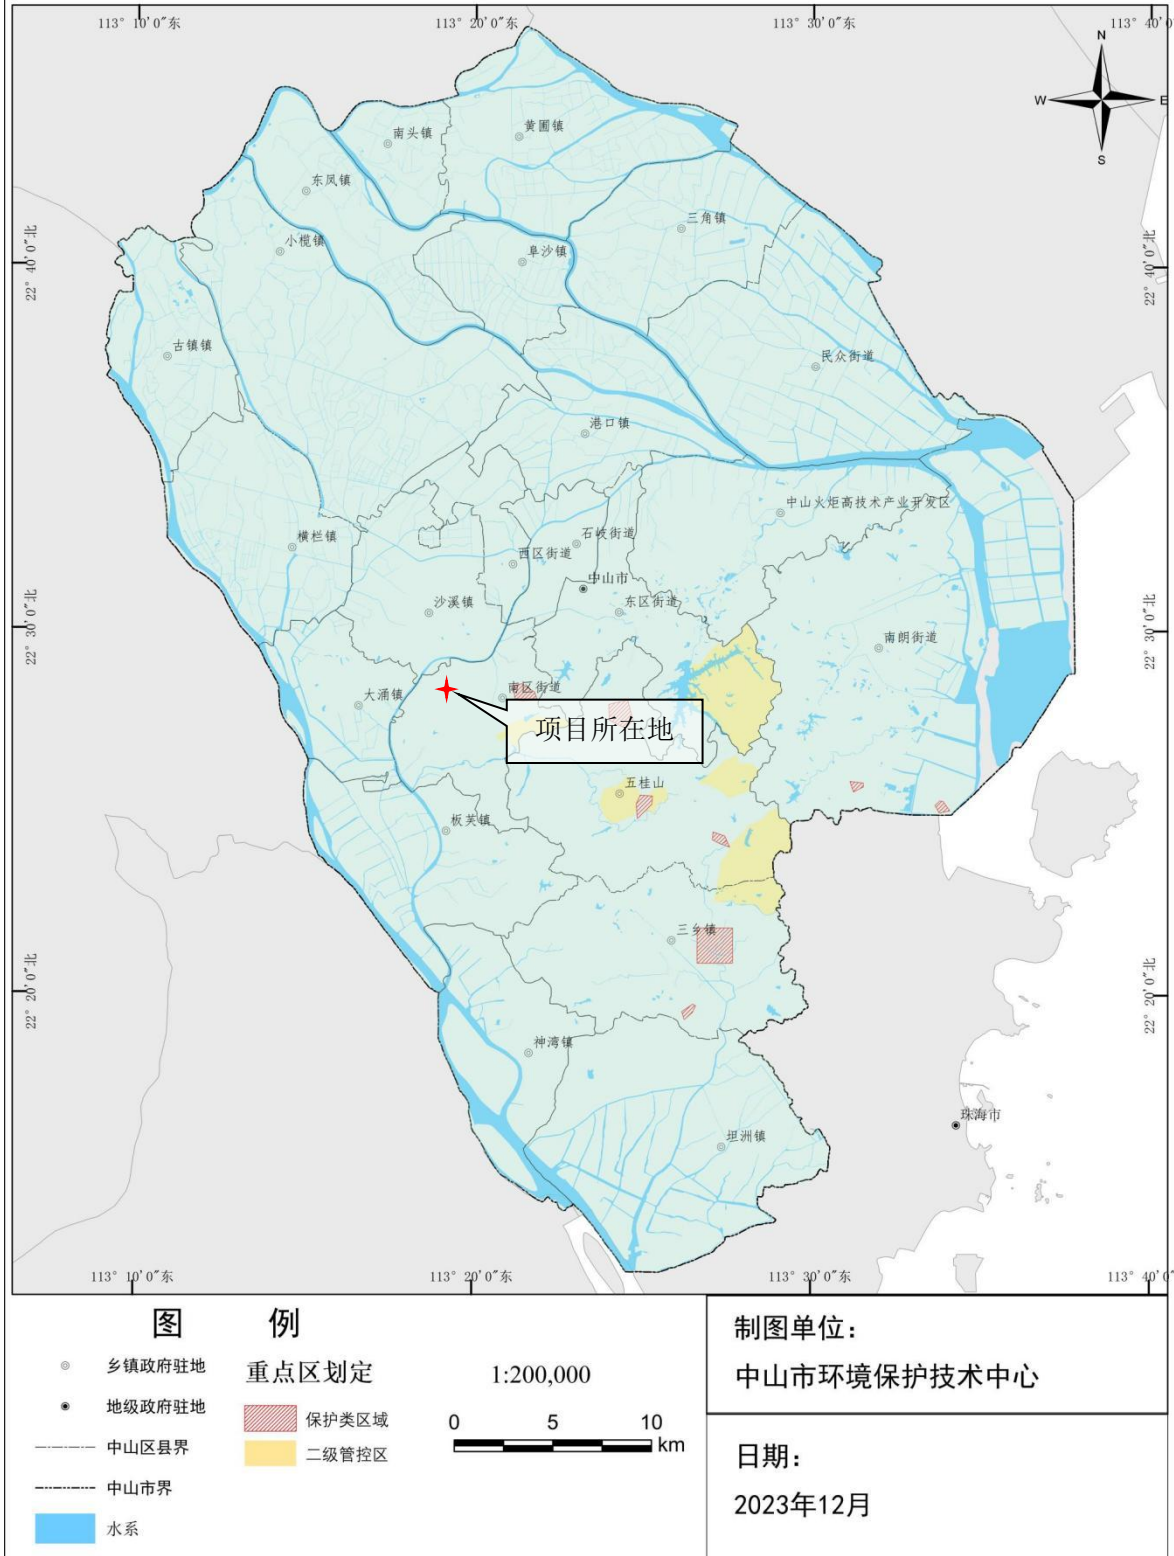 113° 10′0″东
113° 20′0″东
113° 30′0″东
113° 40′0
N
W
E
S
南头镇
黄圃镇
东凤镇
三角镇
小榄镇
阜沙镇
22° 40′0″北
22° 40′0″北
古镇镇
民众街道
港口镇
中山火炬高技术产业开发区
横栏镇
石岐街道
西区街道
中山市
沙溪镇
东区街道
22° 30′0″北
22° 30′0″北
南朗街道
大涌镇
南区街道
项目所在地
五桂山
板芙镇
三乡镇
22° 20′0″北
22° 20′0″北
神湾镇
珠海市
坦洲镇
113° 10′0″东
113° 20′0″东
113° 30′0″东
113° 40′0
图 例
乡镇政府驻地
地级政府驻地
中山区县界
中山市界
水系
重点区划定
保护类区域
二级管控区
1:200,000
0 5 10
km
制图单位：
中山市环境保护技术中心
日期：
2023年12月